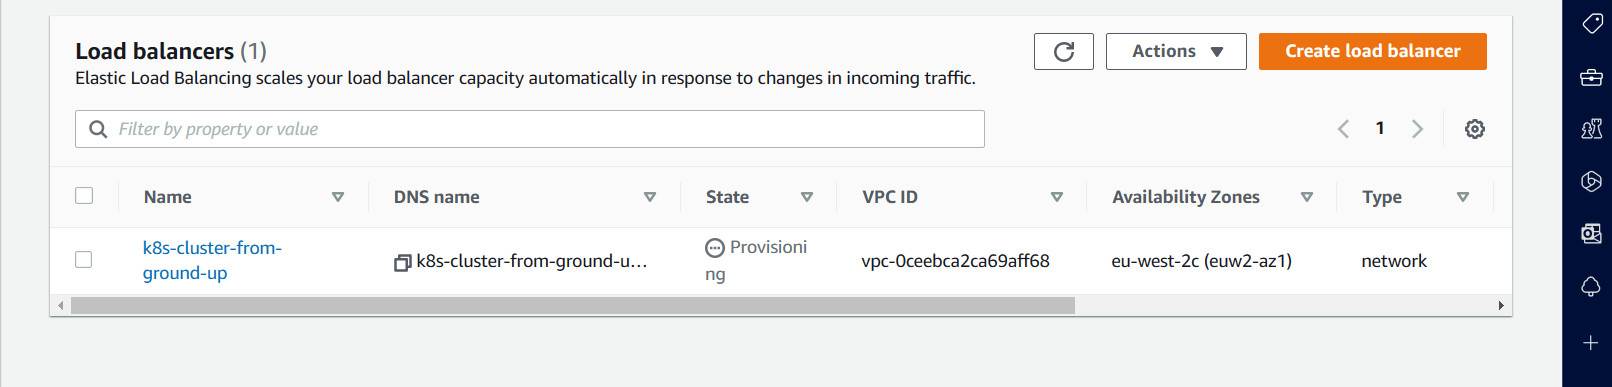 Load balancers (1)
Actions
Create load balancer
Elastic Load Balancing scales your load balancer capacity automatically in response to changes in incoming traffic.
Filter by property or value
1
Name
DNS name
State
VPC ID
Availability Zones
Type
k8s-cluster-from-
ground-up
k8s-cluster-from-ground-u...
Provisioni
ng
vpc-0ceebca2ca69aff68
eu-west-2c (euw2-az1)
network